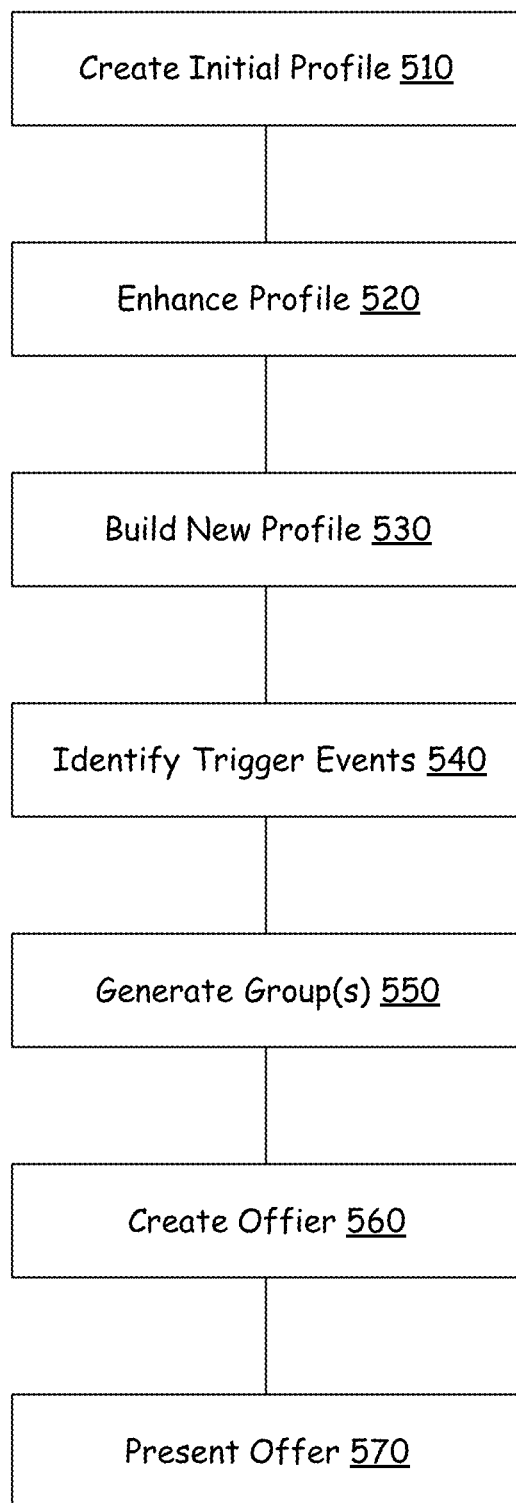 Create Initial Profile 510
Enhance Profile 520
Build New Profile 530
Identify Trigger Events 540
Generate Group(s) 550
Create Offier 560
Present Offer 570